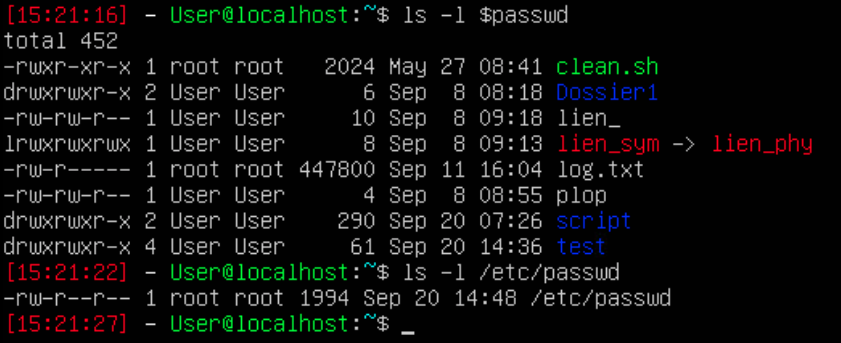 [15:21:16] - User@localhost:~$ ls -l $passwd
total 452
-rwxr-xr-x 1 root root   2024 May 27 08:41 clean.sh
drwxrwxr-x 2 User User      6 Sep  8 08:18 Dossier1
-rw-rw-r-- 1 User User     10 Sep  8 09:18 lien_
lrwxrwxrwx 1 User User      8 Sep  8 09:13 lien_sym -> lien_phy
-rw-r----- 1 root root 447800 Sep 11 16:04 log.txt
-rw-rw-r-- 1 User User      4 Sep  8 08:55 plop
drwxrwxr-x 2 User User    290 Sep 20 07:26 script
drwxrwxr-x 4 User User     61 Sep 20 14:36 test
[15:21:22] - User@localhost:~$ ls -l /etc/passwd
-rw-r--r-- 1 root root 1994 Sep 20 14:48 /etc/passwd
[15:21:27] - User@localhost:~$ _